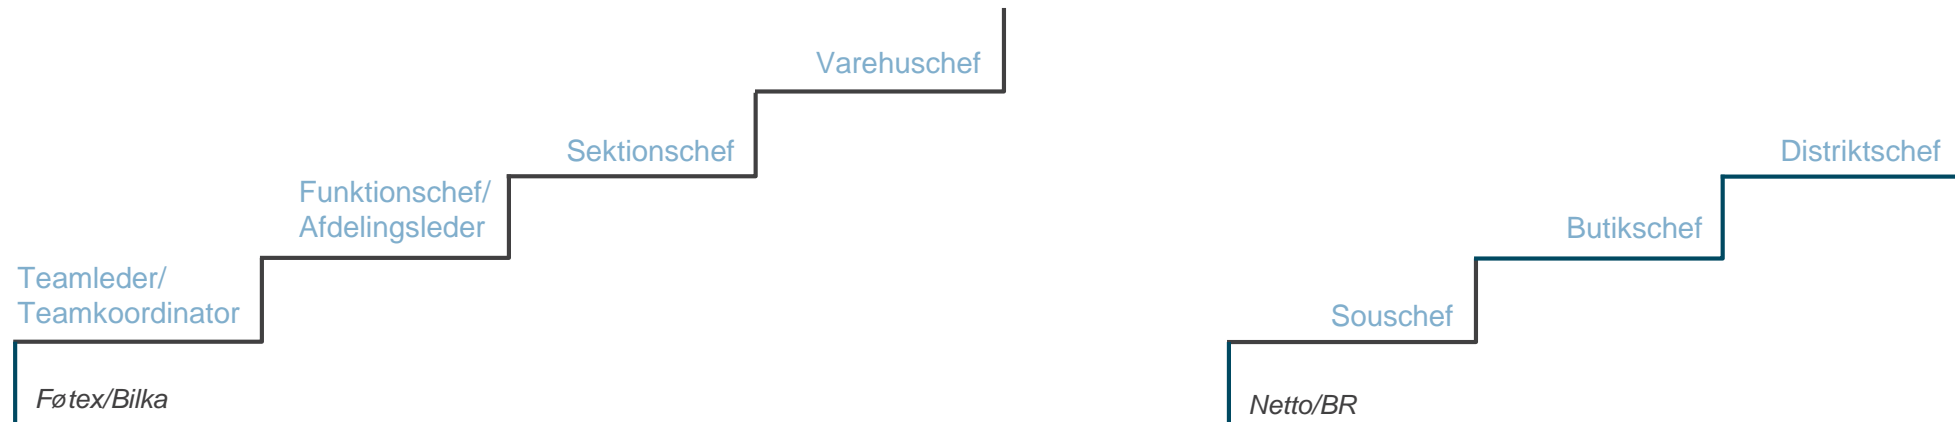 Varehuschef
Sektionschef
Funktionschef/
Afdelingsleder
Teamleder/
Teamkoordinator
Føtex/Bilka
Distriktschef
Butikschef
Souschef
Netto/BR